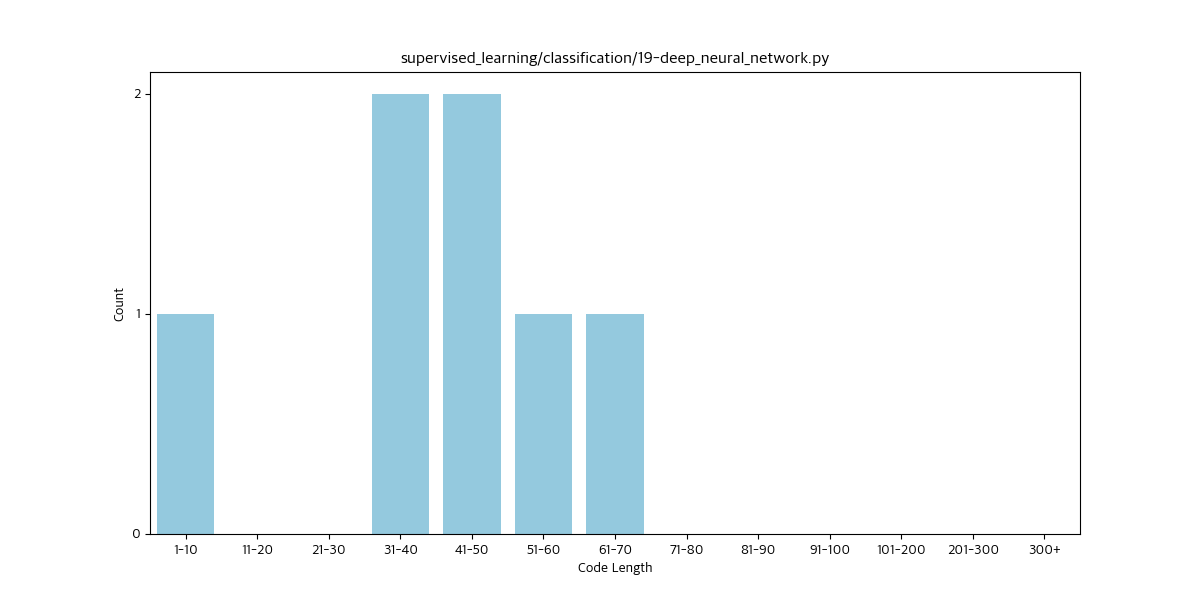 supervised_learning/classification/19-deep_neural_network.py
2
1
0
Count
1-10 11-20 21-30 31-40 41-50 51-60 61-70 71-80 81-90 91-100 101-200 201-300 300+
Code Length